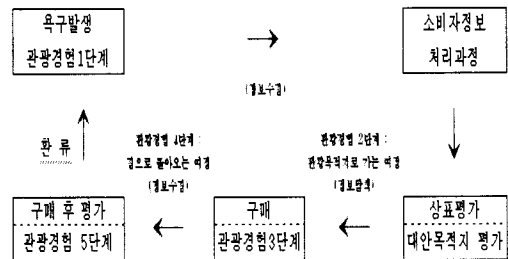 욕구발생
관광경험1단계
소비자정보
처리과정
(정보수집)
환 류
관광경험 4단계 :
집으로 돌아오는 여정
(정보수집)
관광경험 2단계 :
관광목적지로 가는 여정
(정보탐색)
구매 후 평가
관광경험 5단계
구매
관광경험3단계
상표평가
대안목적지 평가